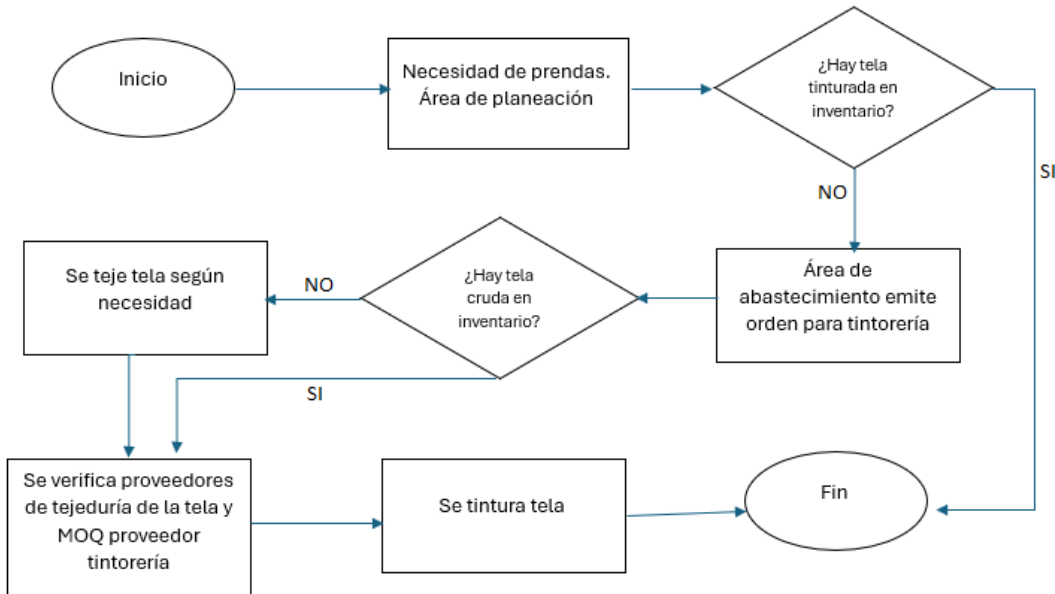 Inicio
Necesidad de prendas.
Área de planeación
¿Hay tela
tinturada en
inventario?
SI
NO
Se teje tela según
necesidad
NO
¿Hay tela
cruda en
inventario?
Área de
abastecimiento emite
orden para tintorería
SI
Se verifica proveedores
de tejeduría de la tela y
MOQ proveedor
tintorería
Se tintura tela
Fin